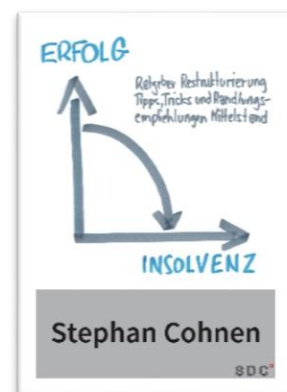 ERFOLG
Ratgeber Restrukturierung
Tipps, Tricks und Handlungs-
empfehlungen Mittelstand
INSOLVENZ
Stephan Cohnen
SDC